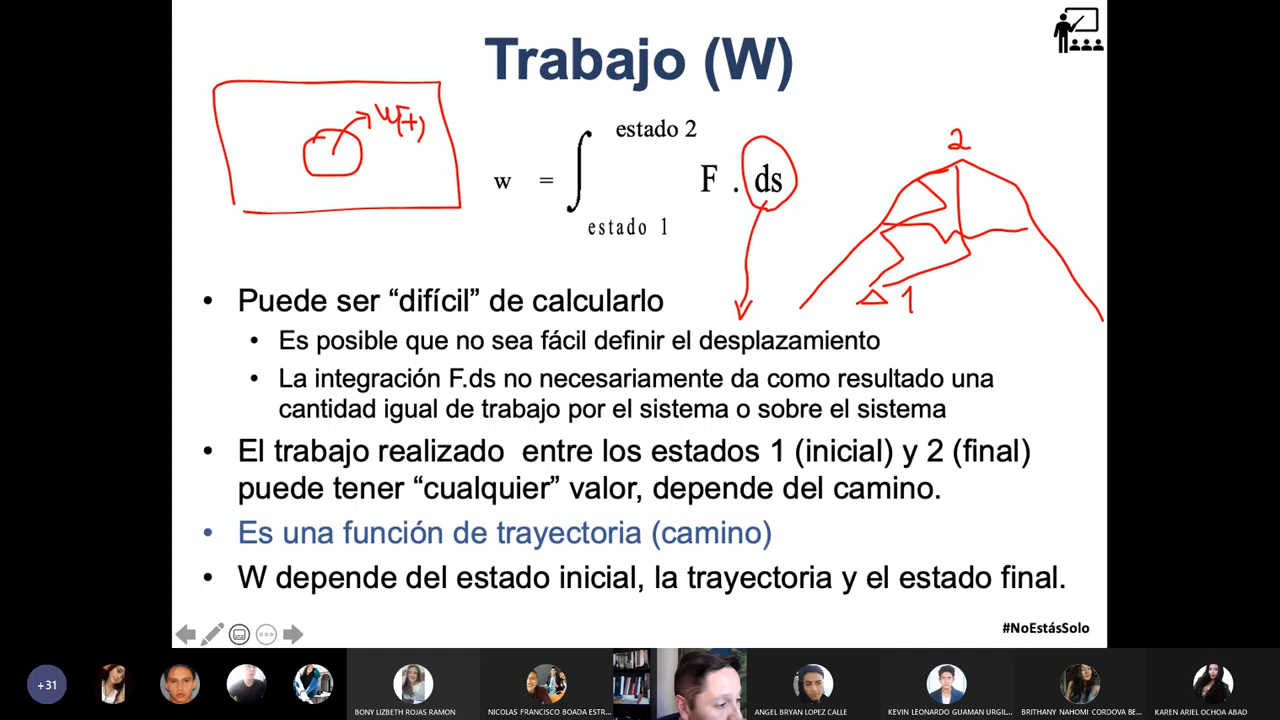 Trabajo (W)
W(+)
estado 2
w = ∫ F . ds
estado 1
2
1
• Puede ser “difícil” de calcularlo
• Es posible que no sea fácil definir el desplazamiento
• La integración F.ds no necesariamente da como resultado una
cantidad igual de trabajo por el sistema o sobre el sistema
• El trabajo realizado entre los estados 1 (inicial) y 2 (final)
puede tener “cualquier” valor, depende del camino.
• Es una función de trayectoria (camino)
• W depende del estado inicial, la trayectoria y el estado final.
#NoEstásSolo
+31
BONY LIZBETH ROJAS RAMON
NICOLAS FRANCISCO BOADA ESTR...
ANGEL BRYAN LOPEZ CALLE
KEVIN LEONARDO GUAMAN URGIL...
BRITHANY NAHOMI CORDOVA BE...
KAREN ARIEL OCHOA ABAD